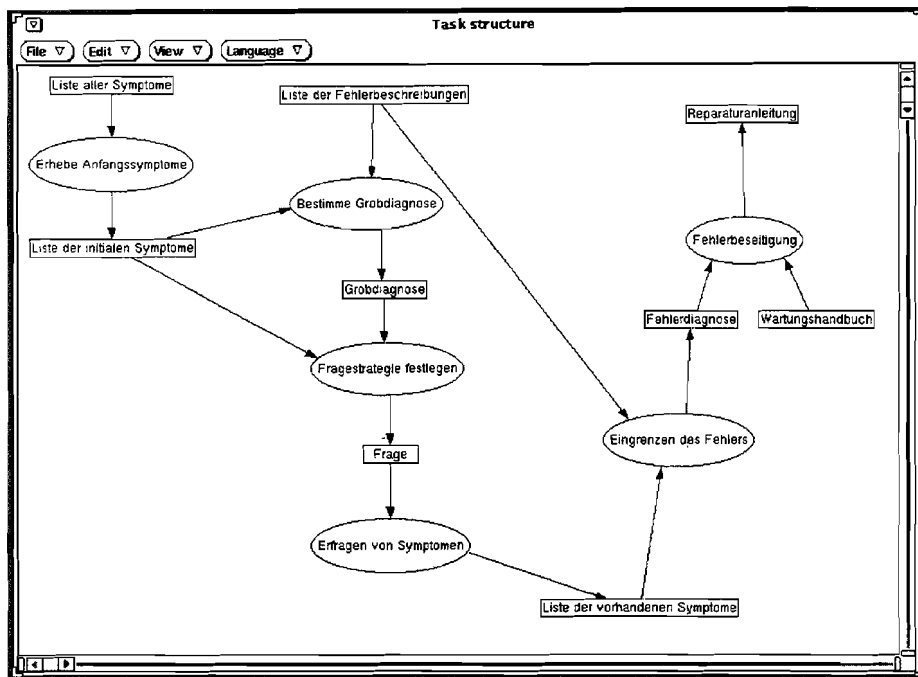 Task structure
File Edit View Language
Liste aller Symptome
Liste der Fehlerbeschreibungen
Reparaturanleitung
Erhebe Anfangssymptome
Bestimme Grobdiagnose
Liste der initialen Symptome
Fehlerbeseitigung
Grobdiagnose
Fehlerdiagnose
Wartungshandbuch
Fragestrategie festlegen
Eingrenzen des Fehlers
Frage
Erfragen von Symptomen
Liste der vorhandenen Symptome